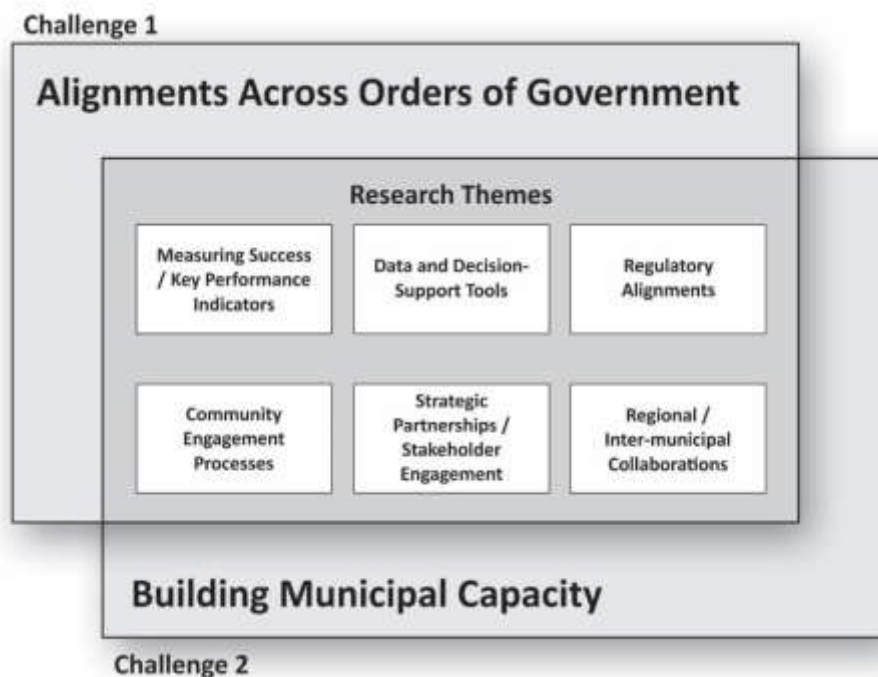 Challenge 1
Alignments Across Orders of Government
Research Themes
Measuring Success
/ Key Performance
Indicators
Data and Decision-
Support Tools
Regulatory
Alignments
Community
Engagement
Processes
Strategic
Partnerships /
Stakeholder
Engagement
Regional /
Inter-municipal
Collaborations
Building Municipal Capacity
Challenge 2